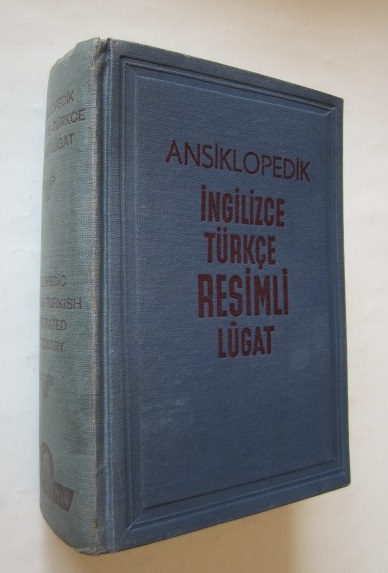 ANSİKLOPEDİK
İNGİLİZCE
TÜRKÇE
RESİMLİ
LÛGAT
TÜRKÇE
LÛGAT
TURKISH